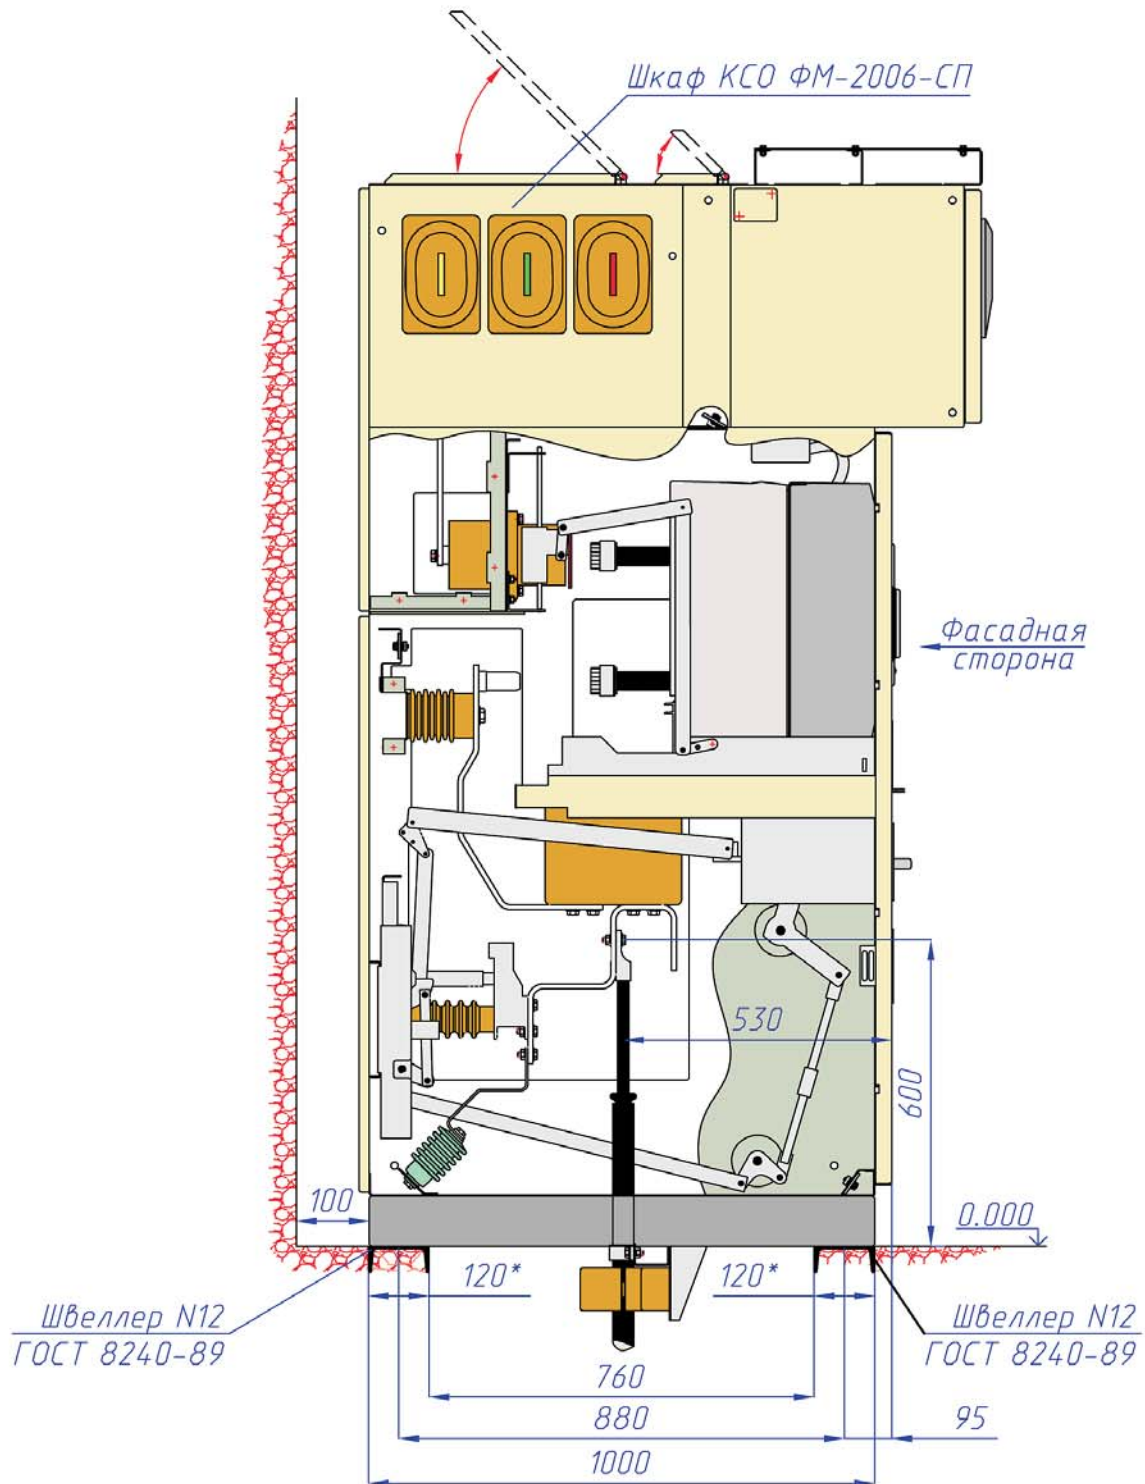 Шкаф КСО ФМ-2006-СП
Фасадная
сторона
530
600
100
0.000
120*
120*
Швеллер N12
ГОСТ 8240-89
Швеллер N12
ГОСТ 8240-89
760
880
95
1000